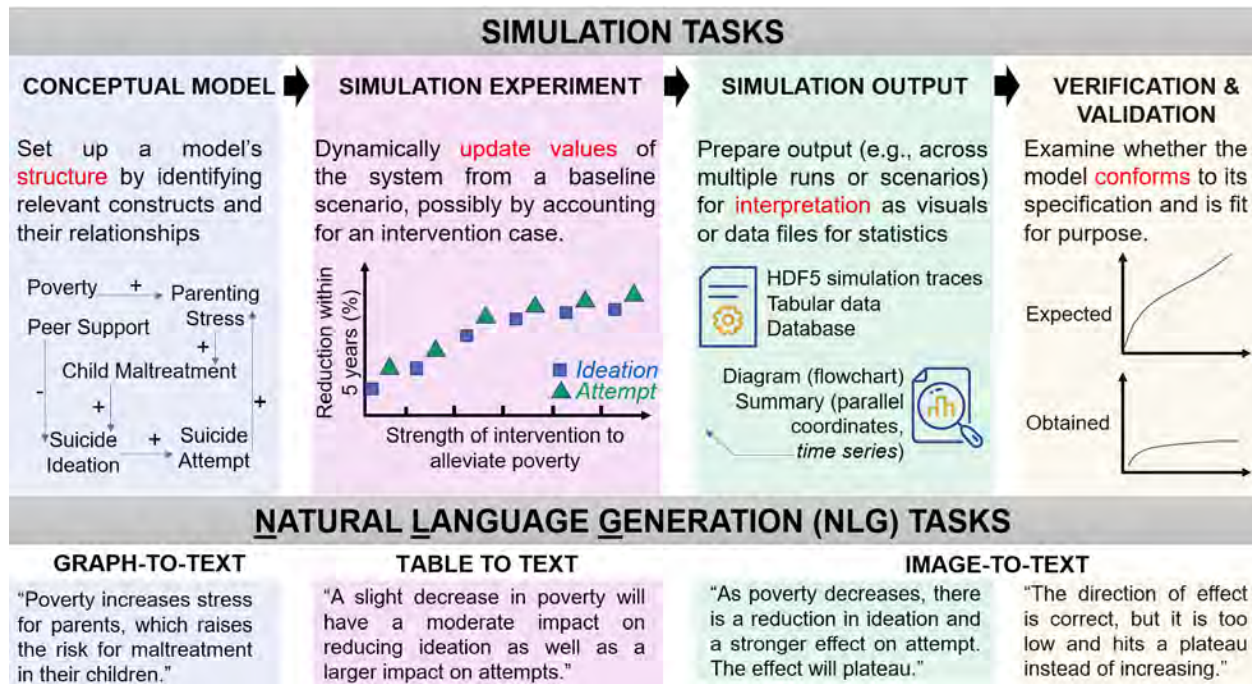 SIMULATION TASKS
CONCEPTUAL MODEL
Set up a model's
structure by identifying
relevant constructs and
their relationships
Poverty
+
Parenting
Stress
Peer Support
+
Child Maltreatment
-
+
+
Suicide
Ideation
+
Suicide
Attempt
SIMULATION EXPERIMENT
Dynamically update values of
the system from a baseline
scenario, possibly by accounting
for an intervention case.
Reduction within
5 years (%)
Ideation
Attempt
Strength of intervention to
alleviate poverty
SIMULATION OUTPUT
Prepare output (e.g., across
multiple runs or scenarios)
for interpretation as visuals
or data files for statistics
HDF5 simulation traces
Tabular data
Database
Diagram (flowchart)
Summary (parallel
coordinates,
time series)
VERIFICATION &
VALIDATION
Examine whether the
model conforms to its
specification and is fit
for purpose.
Expected
Obtained
NATURAL LANGUAGE GENERATION (NLG) TASKS
GRAPH-TO-TEXT
"Poverty increases stress
for parents, which raises
the risk for maltreatment
in their children."
TABLE TO TEXT
"A slight decrease in poverty will
have a moderate impact on
reducing ideation as well as a
larger impact on attempts."
IMAGE-TO-TEXT
"As poverty decreases, there
is a reduction in ideation and
a stronger effect on attempt.
The effect will plateau."
"The direction of effect
is correct, but it is too
low and hits a plateau
instead of increasing."